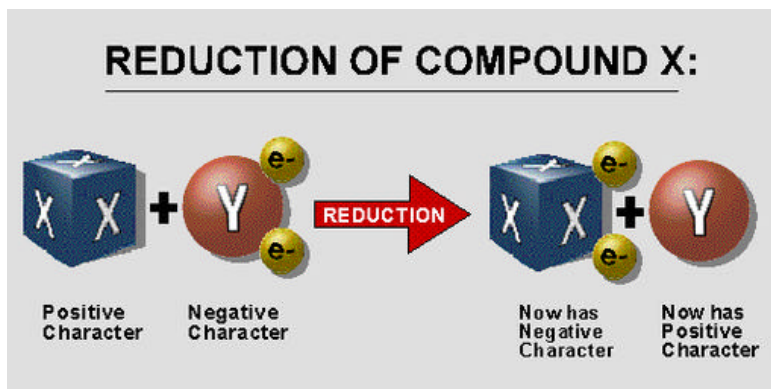 REDUCTION OF COMPOUND X:
X X X + Y e- e- REDUCTION X X X e- e- + Y
Positive Character
Negative Character
Now has Negative Character
Now has Positive Character